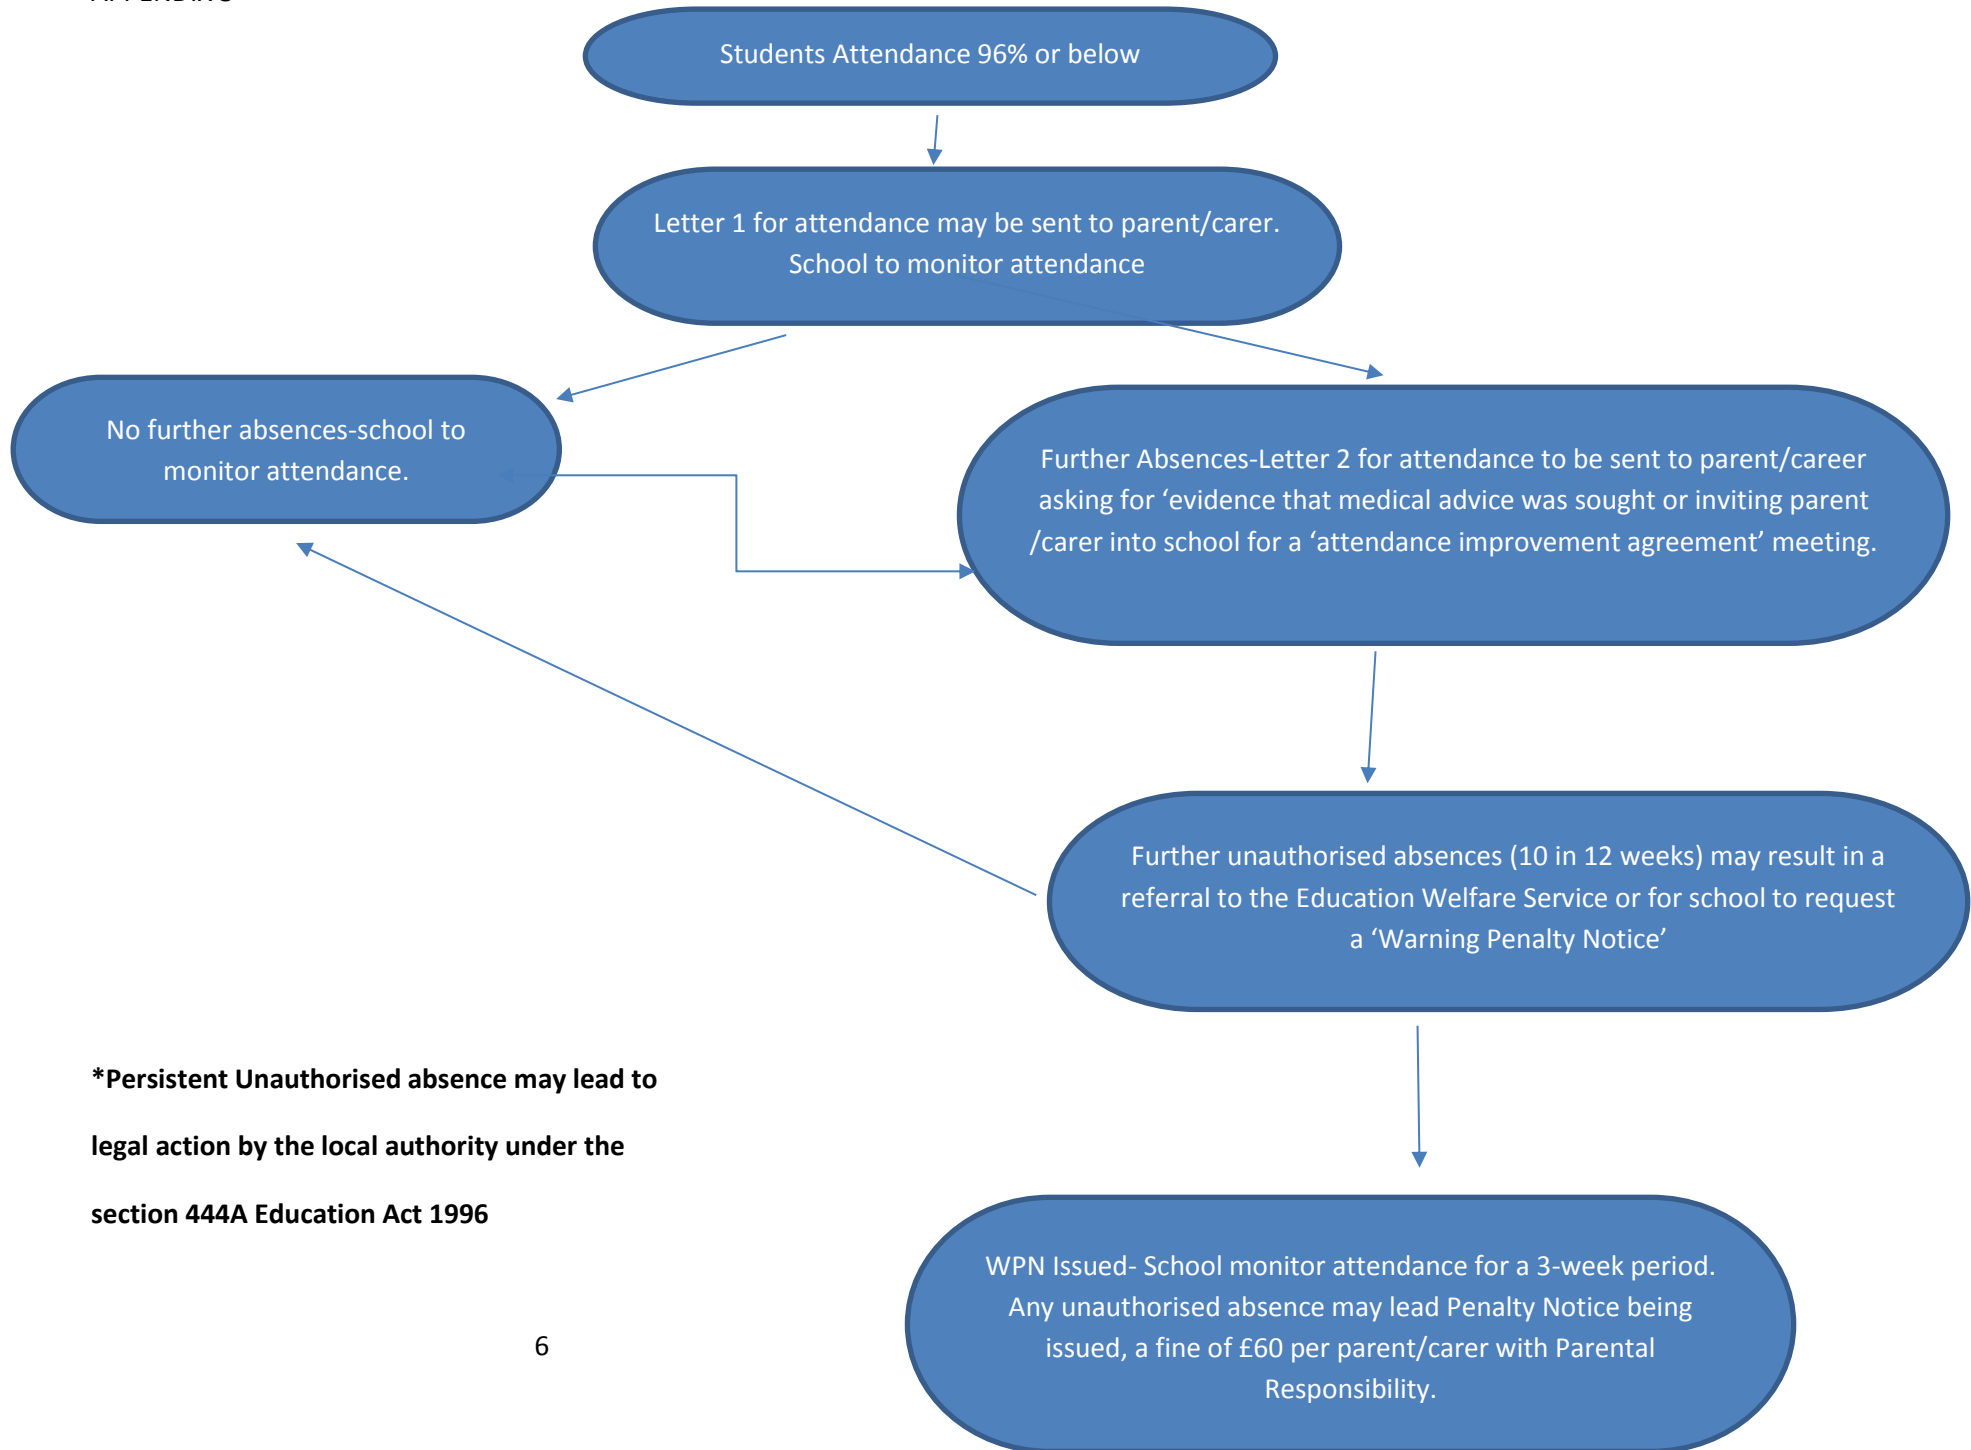 Students Attendance 96% or below
Letter 1 for attendance may be sent to parent/carer.
School to monitor attendance
No further absences-school to
monitor attendance.
Further Absences-Letter 2 for attendance to be sent to parent/career
asking for ‘evidence that medical advice was sought or inviting parent
/carer into school for a ‘attendance improvement agreement’ meeting.
Further unauthorised absences (10 in 12 weeks) may result in a
referral to the Education Welfare Service or for school to request
a ‘Warning Penalty Notice’
*Persistent Unauthorised absence may lead to
legal action by the local authority under the
section 444A Education Act 1996
WPN Issued- School monitor attendance for a 3-week period.
Any unauthorised absence may lead Penalty Notice being
issued, a fine of £60 per parent/carer with Parental
Responsibility.
6